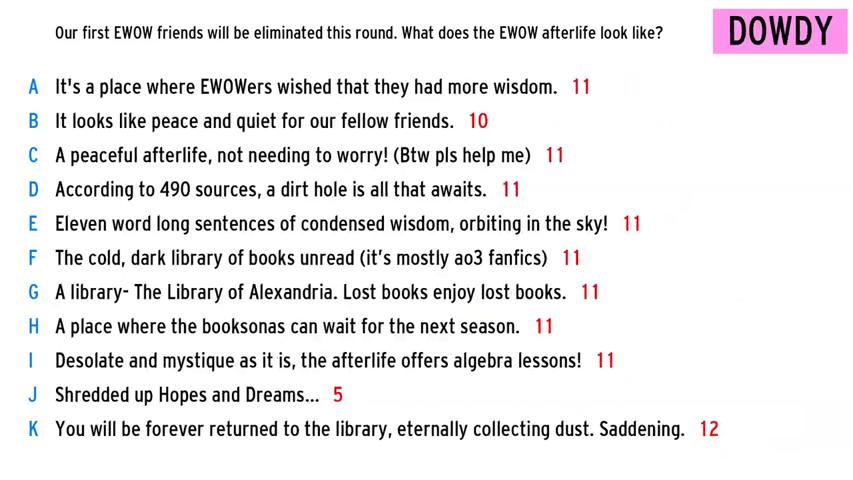 Our first EWOW friends will be eliminated this round. What does the EWOW afterlife look like?
DOWDY
A It's a place where EWOWers wished that they had more wisdom. 11
B It looks like peace and quiet for our fellow friends. 10
C A peaceful afterlife, not needing to worry! (Btw pls help me) 11
D According to 490 sources, a dirt hole is all that awaits. 11
E Eleven word long sentences of condensed wisdom, orbiting in the sky! 11
F The cold, dark library of books unread (it’s mostly ao3 fanfics) 11
G A library- The Library of Alexandria. Lost books enjoy lost books. 11
H A place where the booksonas can wait for the next season. 11
I Desolate and mystique as it is, the afterlife offers algebra lessons! 11
J Shredded up Hopes and Dreams... 5
K You will be forever returned to the library, eternally collecting dust. Saddening. 12